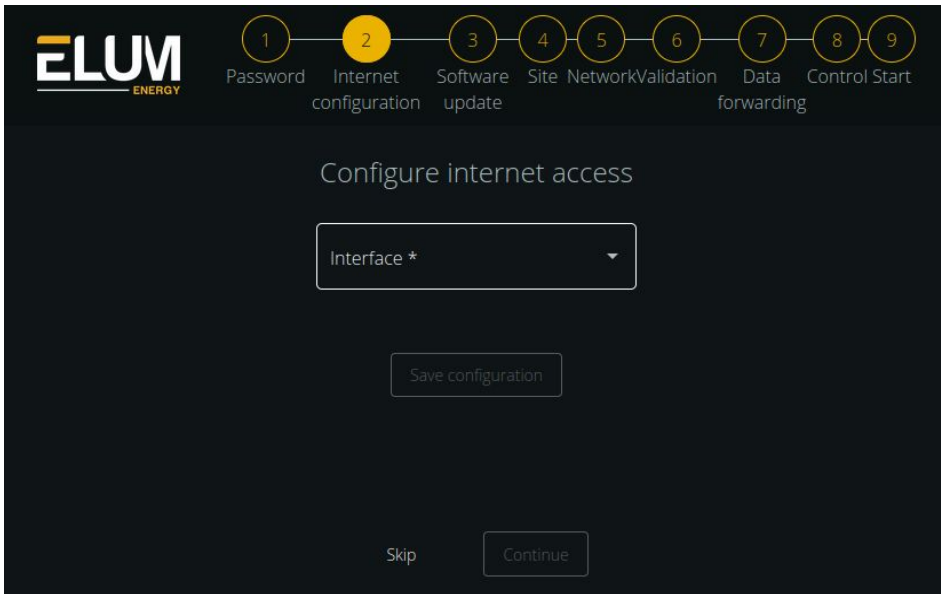 ELUM
ENERGY
1 2 3 4 5 6 7 8 9
Password Internet Software Site Network Validation Data Control Start
configuration update forwarding
Configure internet access
Interface *
Save configuration
Skip Continue